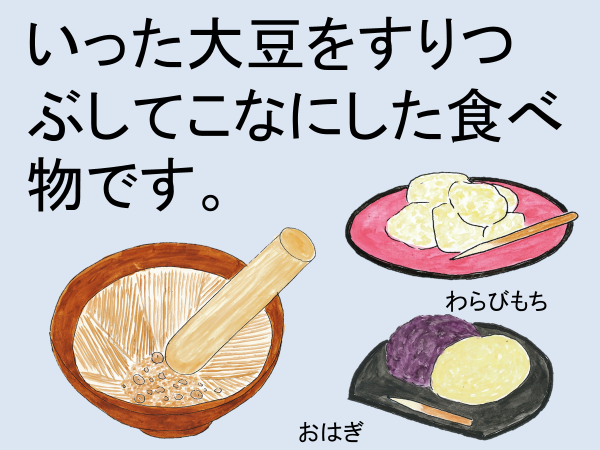 いった大豆をすりつ
ぶしてこなにした食べ
物です。
わらびもち
おはぎ